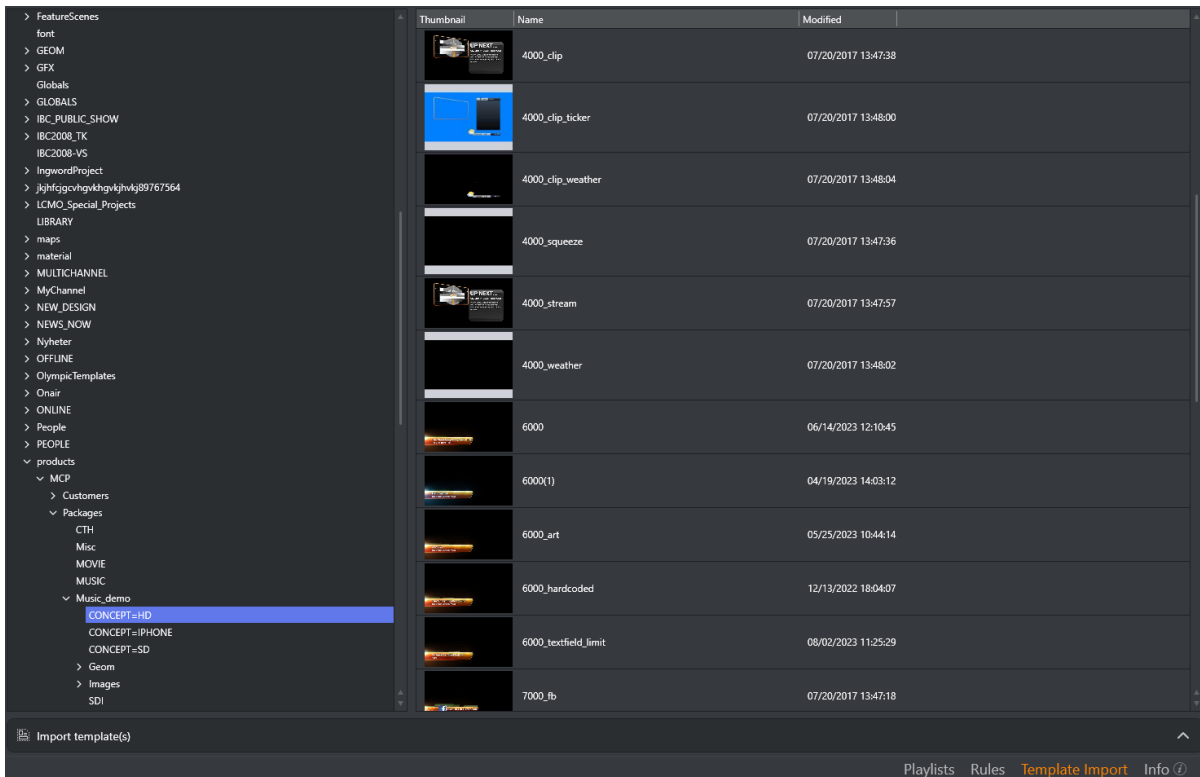 FeatureScenes
font
GEOM
GFX
Globals
GLOBALS
IBC_PUBLIC_SHOW
IBC2008_TK
IBC2008-VS
IngwordProject
jkjhfcjgcvhgvkhgvkjhvkj89767564
LCMO_Special_Projects
LIBRARY
maps
material
MULTICHANNEL
MyChannel
NEW_DESIGN
NEWS_NOW
Nyheter
OFFLINE
OlympicTemplates
Onair
ONLINE
People
PEOPLE
products
MCP
Customers
Packages
CTH
Misc
MOVIE
MUSIC
Music_demo
CONCEPT=HD
CONCEPT=IPHONE
CONCEPT=SD
Geom
Images
SDI
Thumbnail Name Modified
UP NEXT
4000_clip 07/20/2017 13:47:38
4000_clip_ticker 07/20/2017 13:48:00
4000_clip_weather 07/20/2017 13:48:04
4000_squeeze 07/20/2017 13:47:36
UP NEXT
4000_stream 07/20/2017 13:47:57
4000_weather 07/20/2017 13:48:02
6000 06/14/2023 12:10:45
6000(1) 04/19/2023 14:03:12
6000_art 05/25/2023 10:44:14
6000_hardcoded 12/13/2022 18:04:07
6000_textfield_limit 08/02/2023 11:25:29
7000_fb 07/20/2017 13:47:18
Import template(s)
Playlists Rules Template Import Info